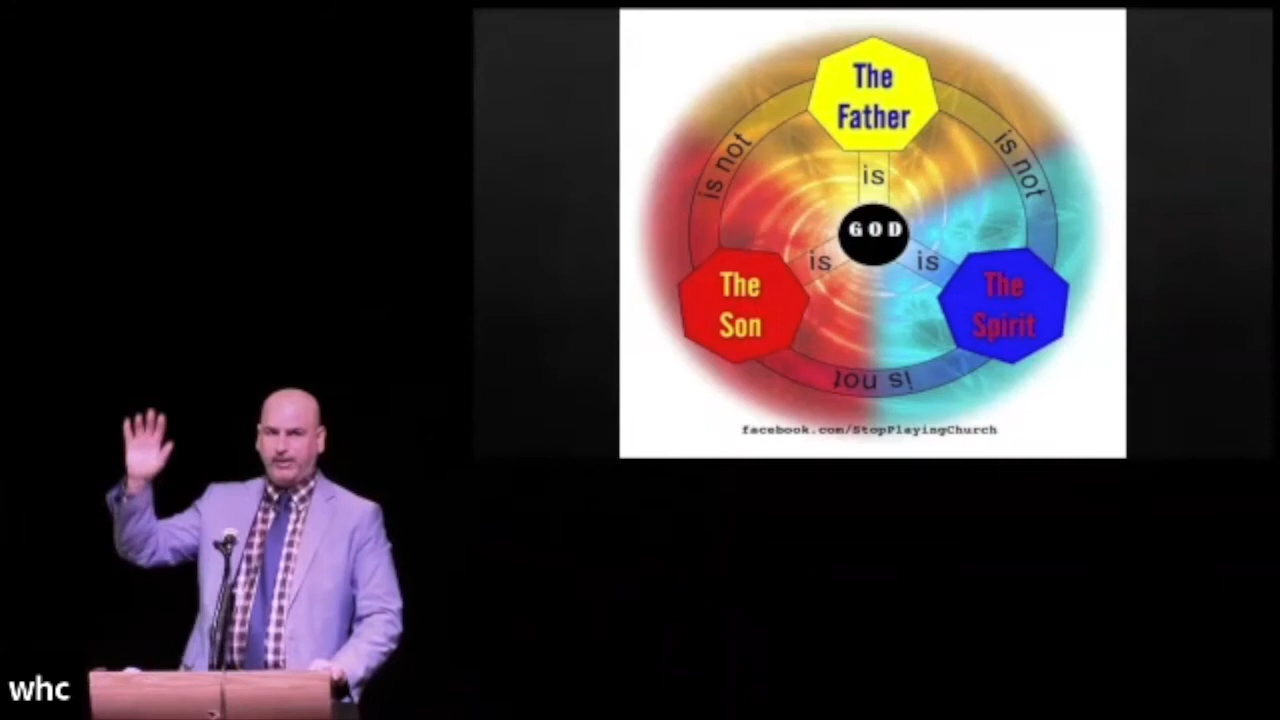 The
Father
is not
is not
is
GOD
is
is
The
Son
The
Spirit
is not
facebook.com/StopPlayingChurch
whc